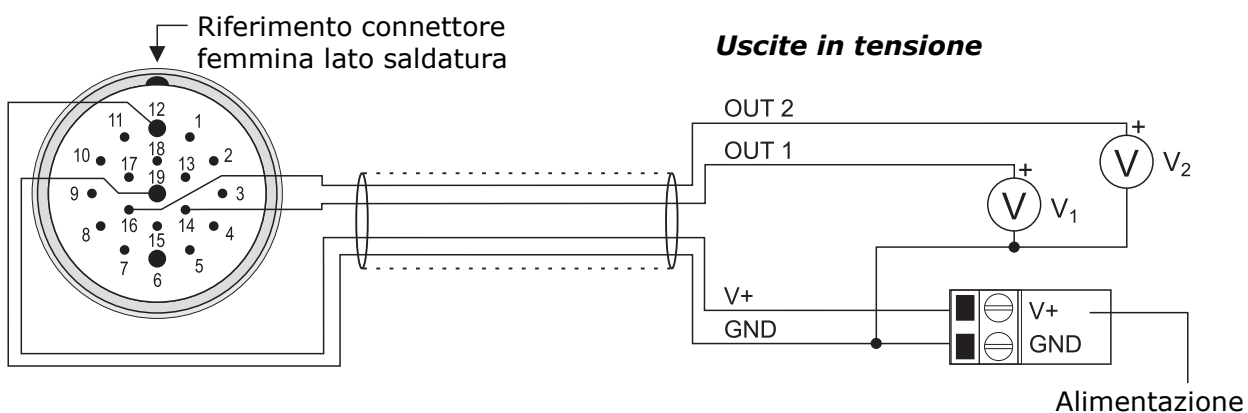 Riferimento connettore
femmina lato saldatura
Uscite in tensione
12
11
1
10
18
2
17
13
9
19
3
16
14
8
15
4
7
6
5
OUT 2
OUT 1
+
V
V2
+
V
V1
V+
GND
V+
GND
Alimentazione